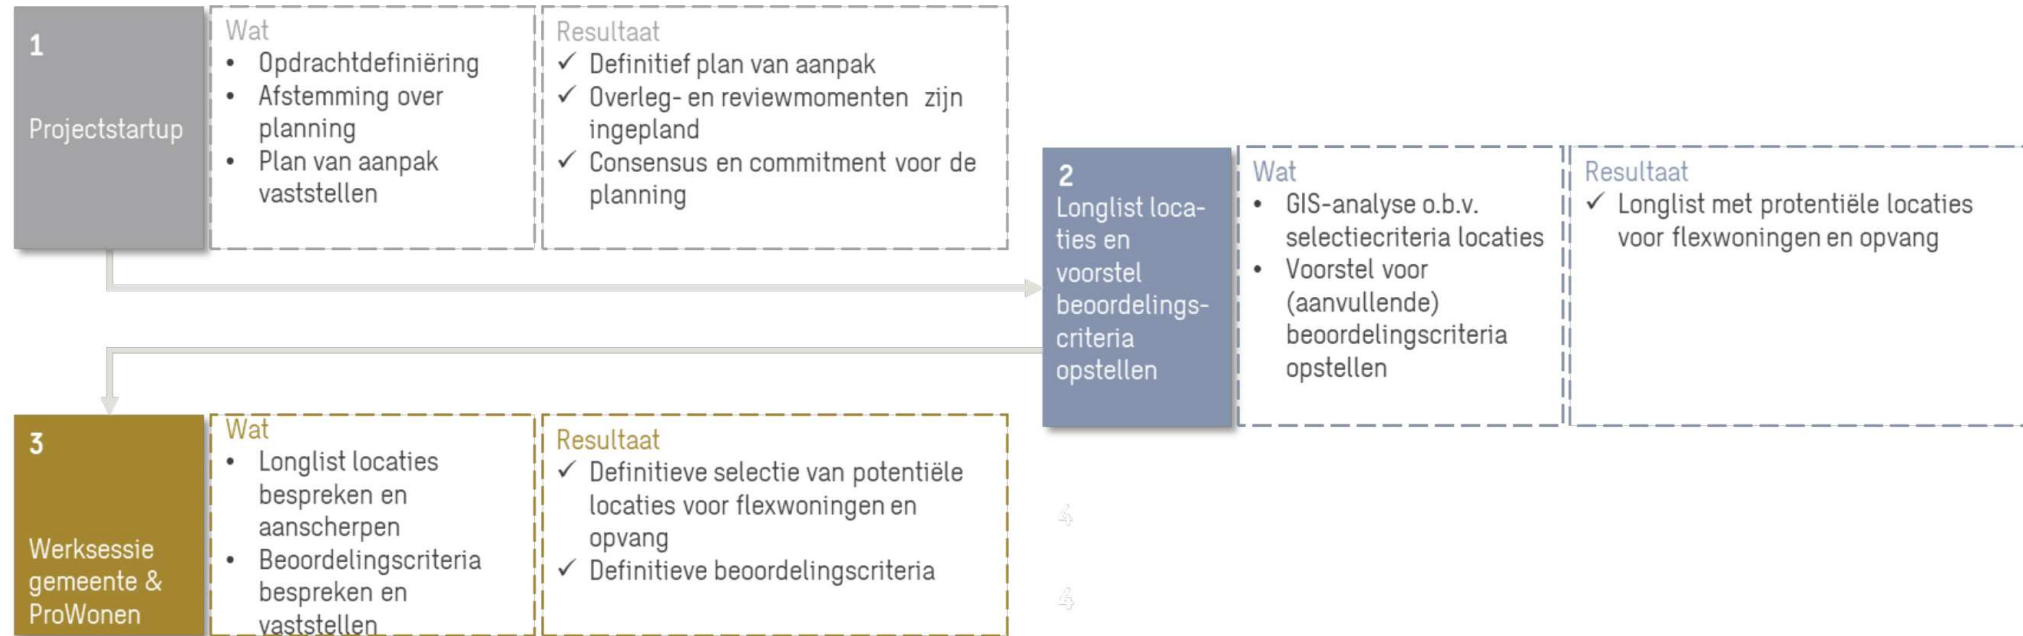 1
Projectstartup
Wat
• Opdrachtdefiniëring
• Afstemming over
planning
• Plan van aanpak
vaststellen
Resultaat
✓ Definitief plan van aanpak
✓ Overleg- en reviewmomenten zijn
ingepland
✓ Consensus en commitment voor de
planning
2
Longlist loca-
ties en
voorstel
beoordelings-
criteria
opstellen
Wat
• GIS-analyse o.b.v.
selectiecriteria locaties
• Voorstel voor
(aanvullende)
beoordelingscriteria
opstellen
Resultaat
✓ Longlist met protentiële locaties
voor flexwoningen en opvang
3
Werksessie
gemeente &
ProWonen
Wat
• Longlist locaties
bespreken en
aanscherpen
• Beoordelingscriteria
bespreken en
vaststellen
Resultaat
✓ Definitieve selectie van potentiële
locaties voor flexwoningen en
opvang
✓ Definitieve beoordelingscriteria
4
4